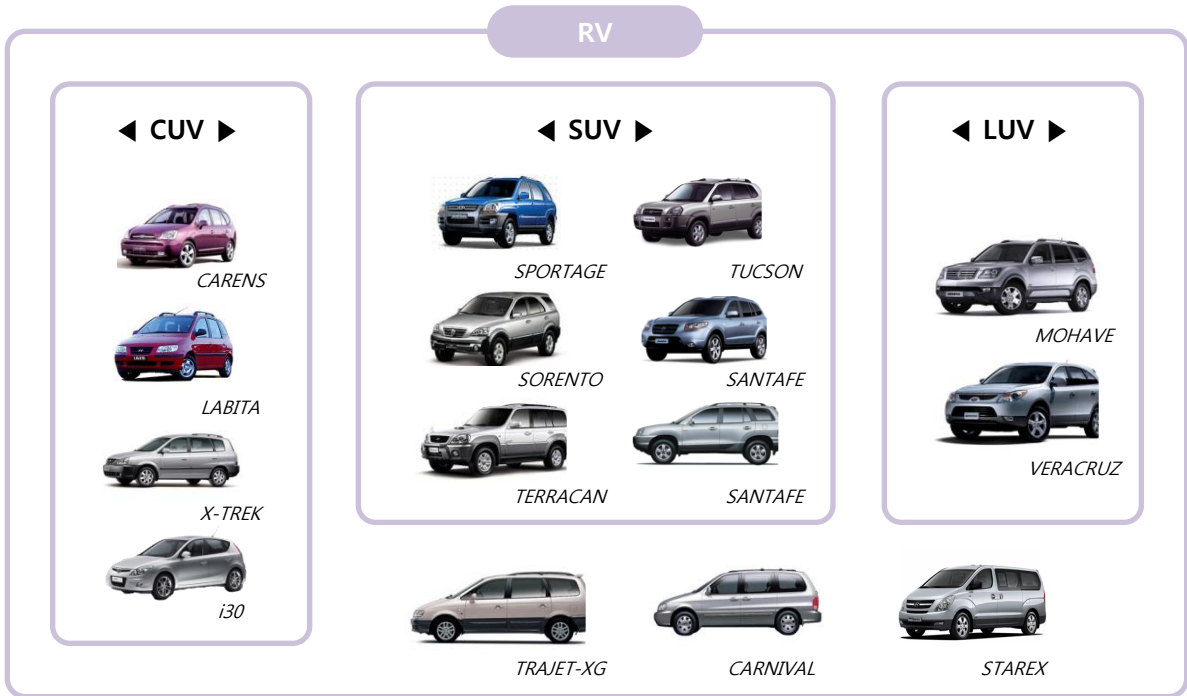 RV
◀ CUV ▶
CARENS
LABITA
X-TREK
i30
◀ SUV ▶
SPORTAGE TUCSON
SORENTO SANTAFE
TERRACAN SANTAFE
◀ LUV ▶
MOHAVE
VERACRUZ
TRAJET-XG CARNIVAL STAREX